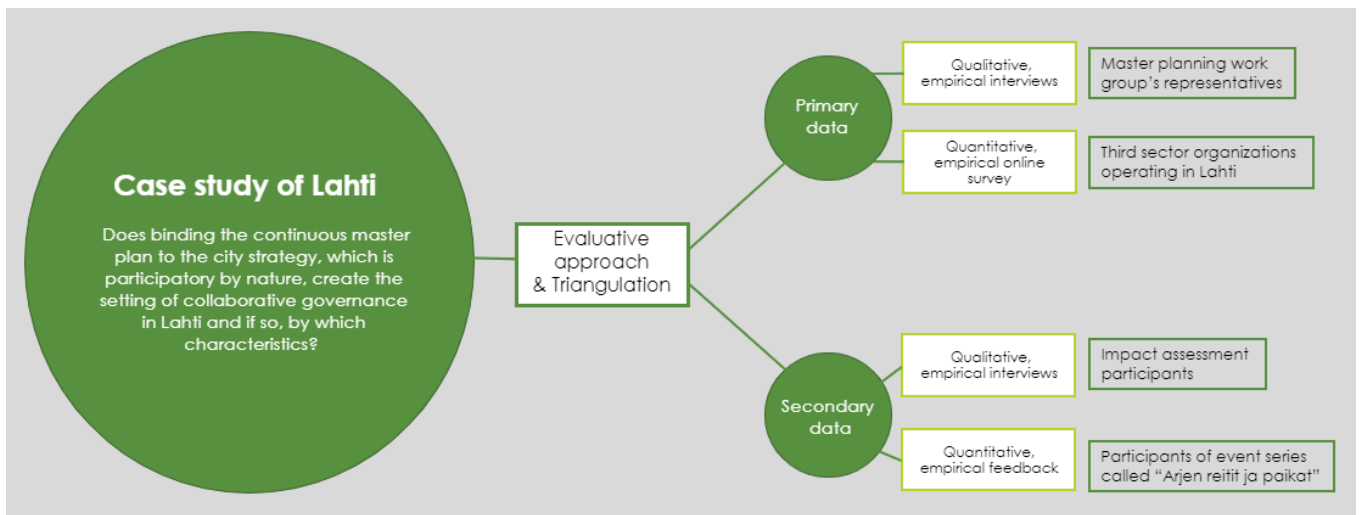 Case study of Lahti
Does binding the continuous master
plan to the city strategy, which is
participatory by nature, create the
setting of collaborative governance
in Lahti and if so, by which
characteristics?
Evaluative
approach
& Triangulation
Primary
data
Qualitative,
empirical interviews
Master planning work
group's representatives
Quantitative,
empirical online
survey
Third sector organizations
operating in Lahti
Secondary
data
Qualitative,
empirical interviews
Impact assessment
participants
Quantitative,
empirical feedback
Participants of event series
called “Arjen reitit ja paikat”